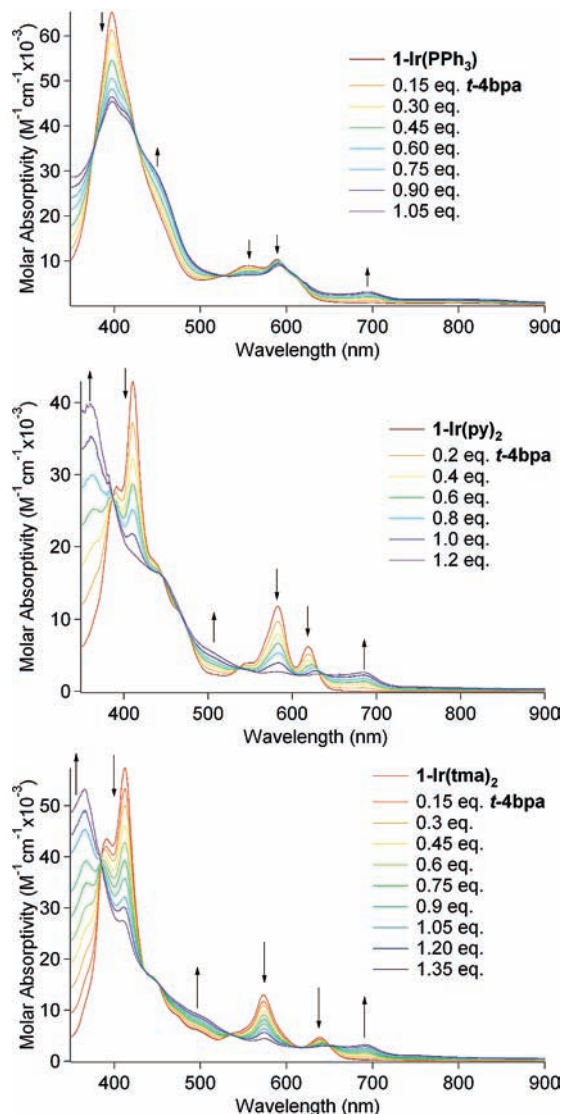 Molar Absorptivity (M⁻¹cm⁻¹x10⁻³)
60
50
40
30
20
10
1-Ir(PPh₃)
0.15 eq. t-4bpa
0.30 eq.
0.45 eq.
0.60 eq.
0.75 eq.
0.90 eq.
1.05 eq.
400 500 600 700 800 900
Wavelength (nm)
Molar Absorptivity (M⁻¹cm⁻¹x10⁻³)
40
30
20
10
0
1-Ir(py)₂
0.2 eq. t-4bpa
0.4 eq.
0.6 eq.
0.8 eq.
1.0 eq.
1.2 eq.
400 500 600 700 800 900
Wavelength (nm)
Molar Absorptivity (M⁻¹cm⁻¹x10⁻³)
50
40
30
20
10
0
1-Ir(tma)₂
0.15 eq. t-4bpa
0.3 eq.
0.45 eq.
0.6 eq.
0.75 eq.
0.9 eq.
1.05 eq.
1.20 eq.
1.35 eq.
400 500 600 700 800 900
Wavelength (nm)